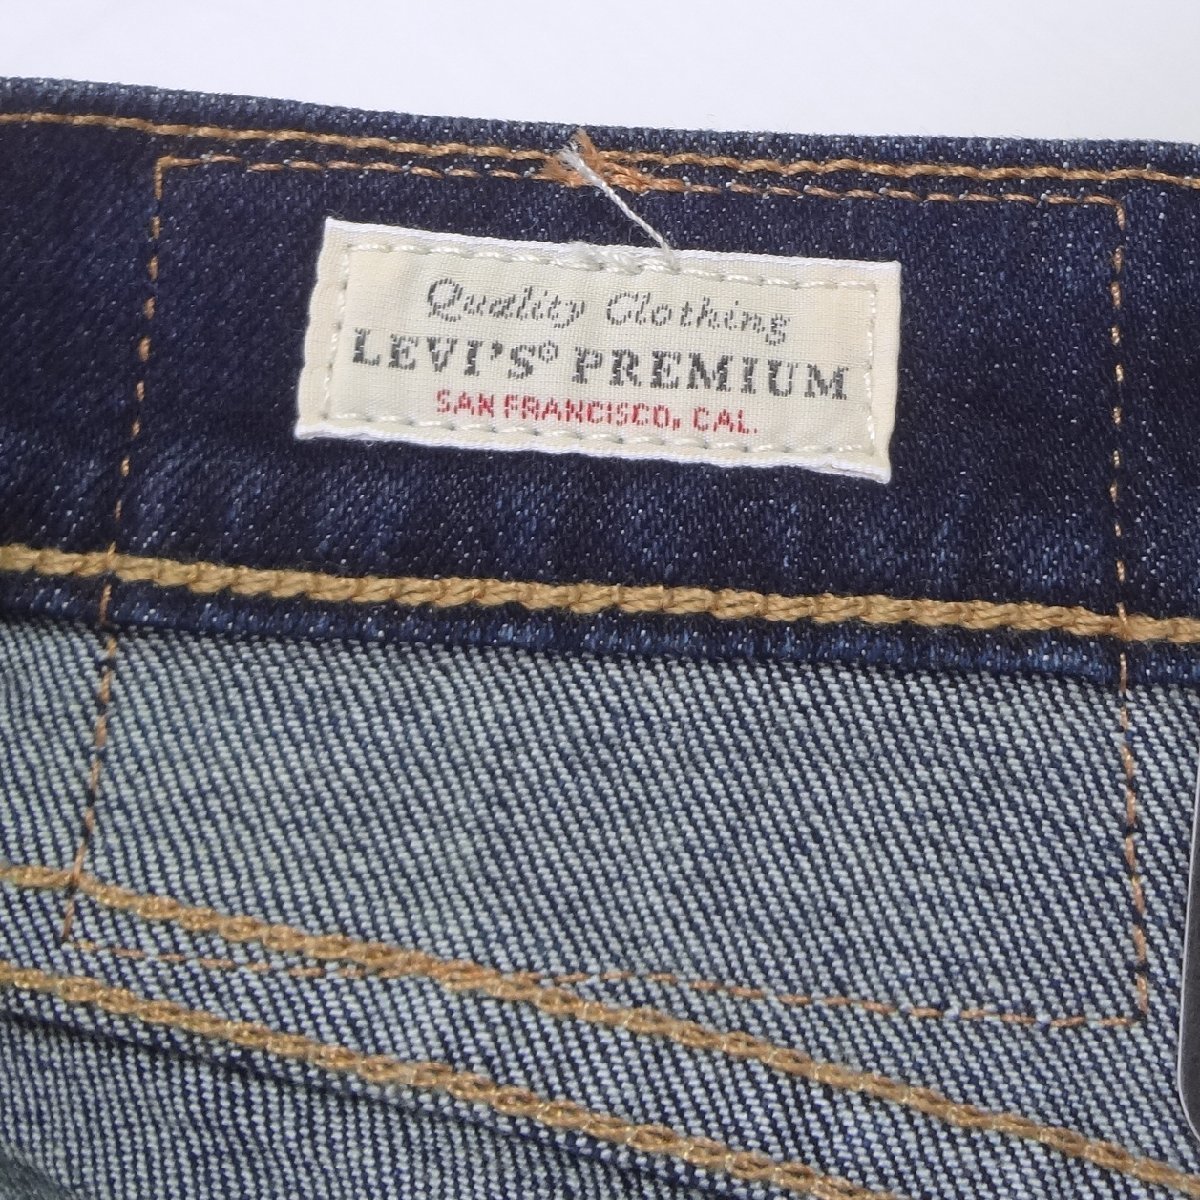 Quality Clothing
LEVI'S® PREMIUM
SAN FRANCISCO, CAL.